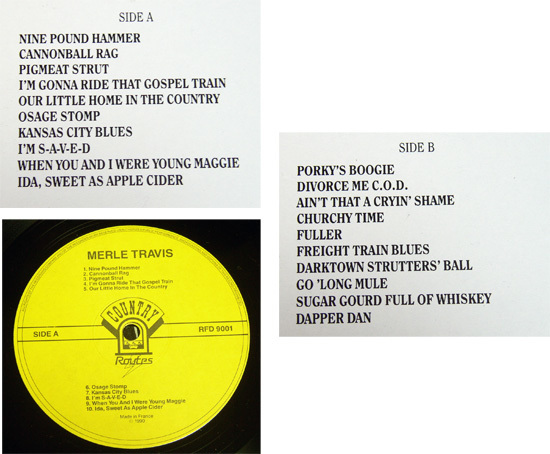 SIDE A
NINE POUND HAMMER
CANNONBALL RAG
PIGMEAT STRUT
I'M GONNA RIDE THAT GOSPEL TRAIN
OUR LITTLE HOME IN THE COUNTRY
OSAGE STOMP
KANSAS CITY BLUES
I'M S-A-V-E-D
WHEN YOU AND I WERE YOUNG MAGGIE
IDA, SWEET AS APPLE CIDER
SIDE B
PORKY'S BOOGIE
DIVORCE ME C.O.D.
AIN'T THAT A CRYIN' SHAME
CHURCHY TIME
FULLER
FREIGHT TRAIN BLUES
DARKTOWN STRUTTERS' BALL
GO 'LONG MULE
SUGAR GOURD FULL OF WHISKEY
DAPPER DAN
MERLE TRAVIS
1. Nine Pound Hammer
2. Cannonball Rag
3. Pigmeat Strut
4. I'm Gonna Ride That Gospel Train
5. Our Little Home In The Country
COUNTRY
SIDE A
RFD 9001
Routes
6. Osage Stomp
7. Kansas City Blues
8. I'm S-A-V-E-D
9. When You And I Were Young Maggie
10. Ida, Sweet As Apple Cider
Made in France